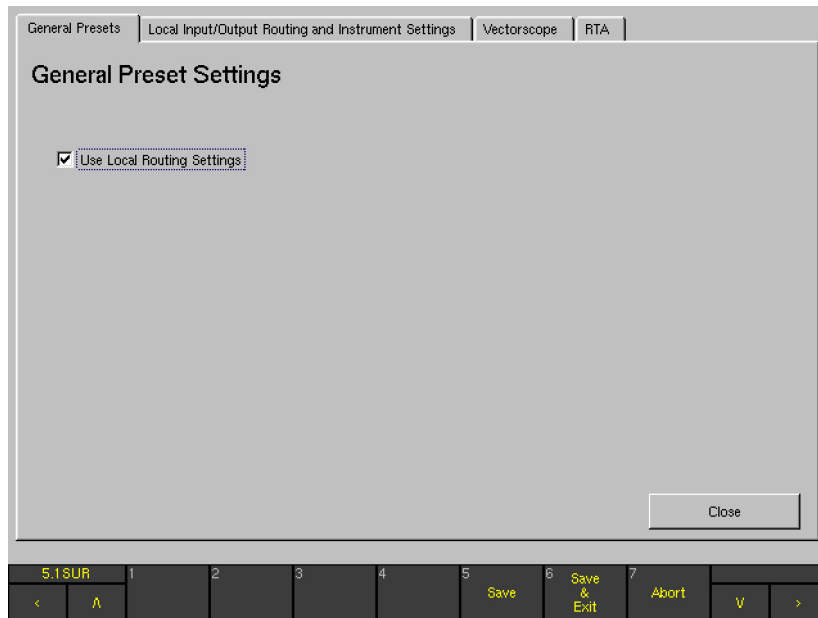 General Presets Local Input/Output Routing and Instrument Settings Vectorscope RTA
General Preset Settings
Use Local Routing Settings
Close
5.1SUR 1 2 3 4 5 Save 6 Save & Exit 7 Abort
< Λ V >